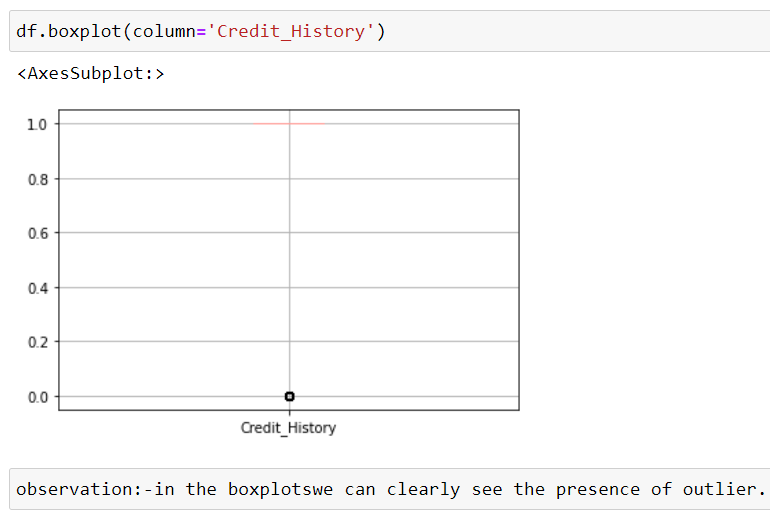 df.boxplot(column='Credit_History')
<AxesSubplot:>
1.0
0.8
0.6
0.4
0.2
0.0
Credit_History
observation:-in the boxplotswe can clearly see the presence of outlier.